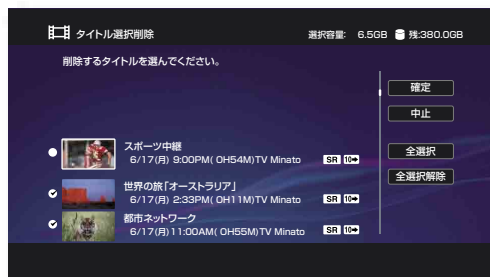 タイトル選択削除
選択容量: 6.5GB 残:380.0GB
削除するタイトルを選んでください。
確定
中止
スポーツ中継
6/17(月) 9:00PM( 0H54M)TV Minato SR 10➡
全選択
全選択解除
世界の旅「オーストラリア」
6/17(月) 2:33PM( 0H11M)TV Minato SR 10➡
都市ネットワーク
6/17(月)11:00AM( 0H55M)TV Minato SR 10➡